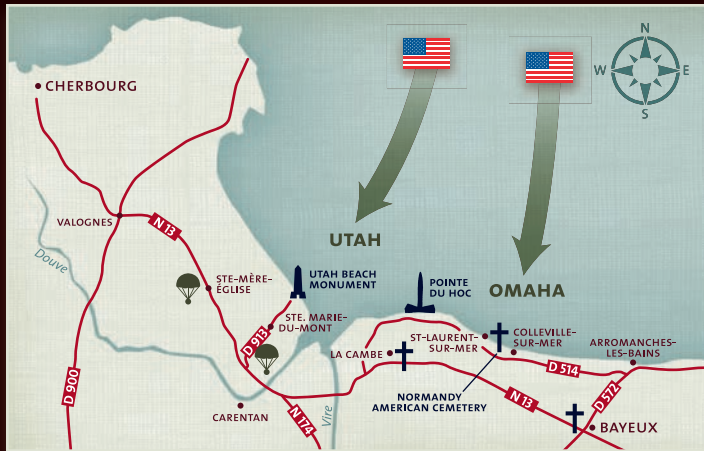 N
W
E
S
CHERBOURG
VALOGNES
N 13
Douve
UTAH
STE-MÈRE-
ÉGLISE
UTAH BEACH
MONUMENT
POINTE
DU HOC
OMAHA
STE. MARIE-
DU-MONT
D 913
ST-LAURENT-
SUR-MER
COLLEVILLE-
SUR-MER
ARROMANCHES-
LES-BAINS
LA CAMBE
D 514
D 900
NORMANDY
AMERICAN CEMETERY
N 13
D 572
CARENTAN
N 174
Vire
BAYEUX